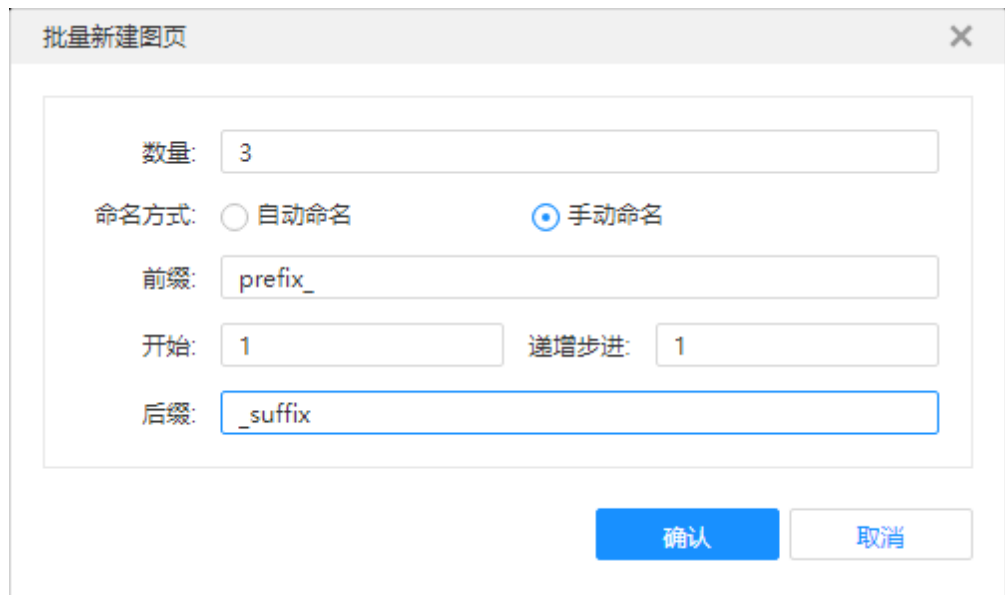 批量新建图页
数量: 3
命名方式: 自动命名 手动命名
前缀: prefix_
开始: 1 递增步进: 1
后缀: _suffix
确认 取消